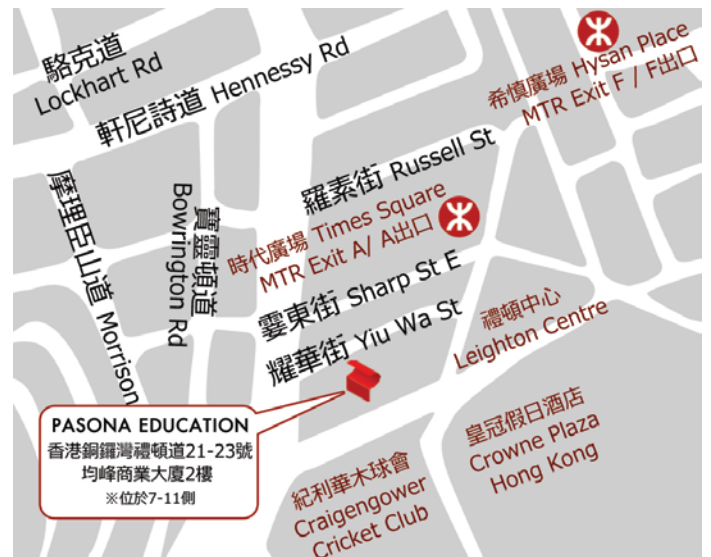 駱克道
Lockhart Rd
軒尼詩道 Hennessy Rd
希慎廣場 Hysan Place
MTR Exit F / F出口
羅素街 Russell St
時代廣場 Times Square
MTR Exit A/ A出口
摩理臣山道 Morrison
寶靈頓道
Bowrington Rd
霎東街 Sharp St E
耀華街 Yiu Wa St
禮頓中心
Leighton Centre
PASONA EDUCATION
香港銅鑼灣禮頓道21-23號
均峰商業大廈2樓
※位於7-11側
皇冠假日酒店
Crowne Plaza
Hong Kong
紀利華木球會
Craigengower
Cricket Club